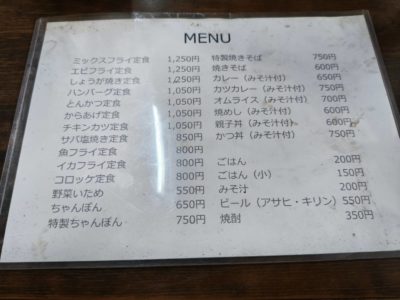 MENU
ミックスフライ定食 1,250円
エビフライ定食 1,250円
しょうが焼き定食 1,050円
ハンバーグ定食 1,050円
とんかつ定食 1,050円
からあげ定食 1,050円
チキンカツ定食 1,050円
サバ塩焼き定食 850円
魚フライ定食 800円
イカフライ定食 800円
コロッケ定食 800円
野菜いため 550円
ちゃんぽん 650円
特製ちゃんぽん 750円
特製焼きそば 750円
焼きそば 600円
カレー（みそ汁付） 650円
カツカレー（みそ汁付） 750円
オムライス（みそ汁付） 700円
焼めし（みそ汁付） 600円
親子丼（みそ汁付） 600円
かつ丼（みそ汁付） 750円
ごはん 200円
ごはん（小） 150円
みそ汁 200円
ビール（アサヒ・キリン） 550円
焼酎 350円